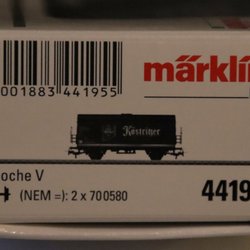 001883 441955
märklin
Köstritzer
oche V
(NEM =): 2 x 700580
4419